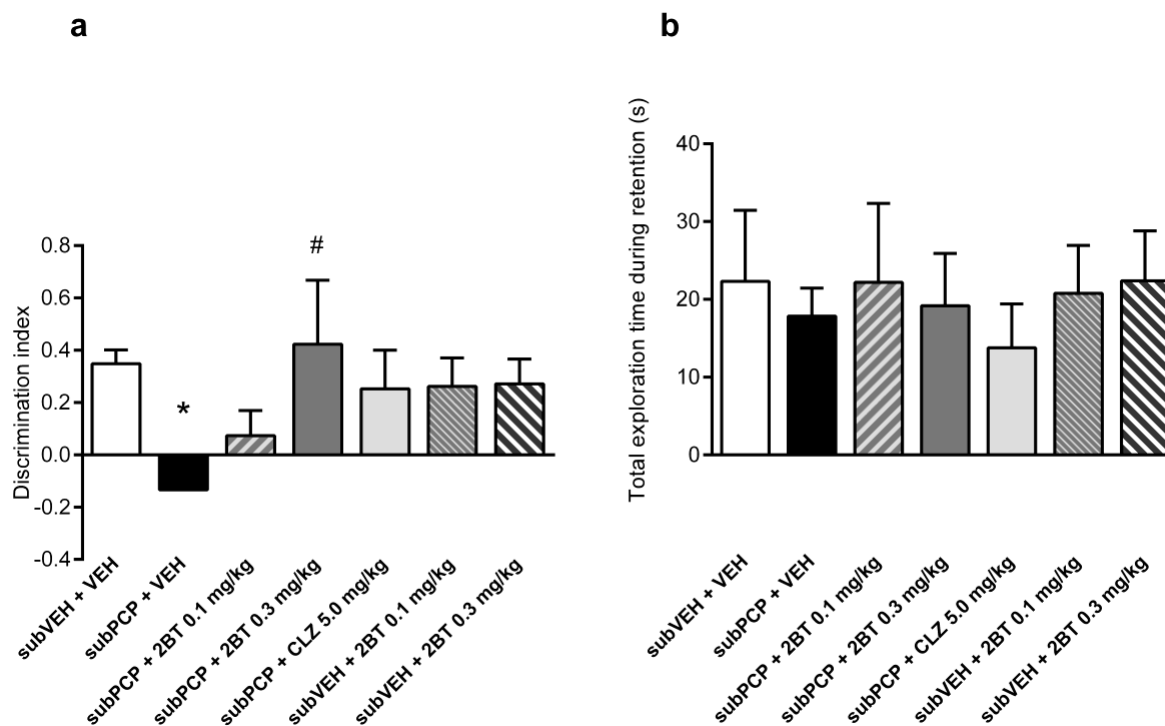 a
Discrimination index
0.8
0.6
0.4
0.2
0.0
-0.2
-0.4
*
#
subVEH + VEH
subPCP + VEH
subPCP + 2BT 0.1 mg/kg
subPCP + 2BT 0.3 mg/kg
subPCP + CLZ 5.0 mg/kg
subVEH + 2BT 0.1 mg/kg
subVEH + 2BT 0.3 mg/kg
b
Total exploration time during retention (s)
40
30
20
10
0
subVEH + VEH
subPCP + VEH
subPCP + 2BT 0.1 mg/kg
subPCP + 2BT 0.3 mg/kg
subPCP + CLZ 5.0 mg/kg
subVEH + 2BT 0.1 mg/kg
subVEH + 2BT 0.3 mg/kg